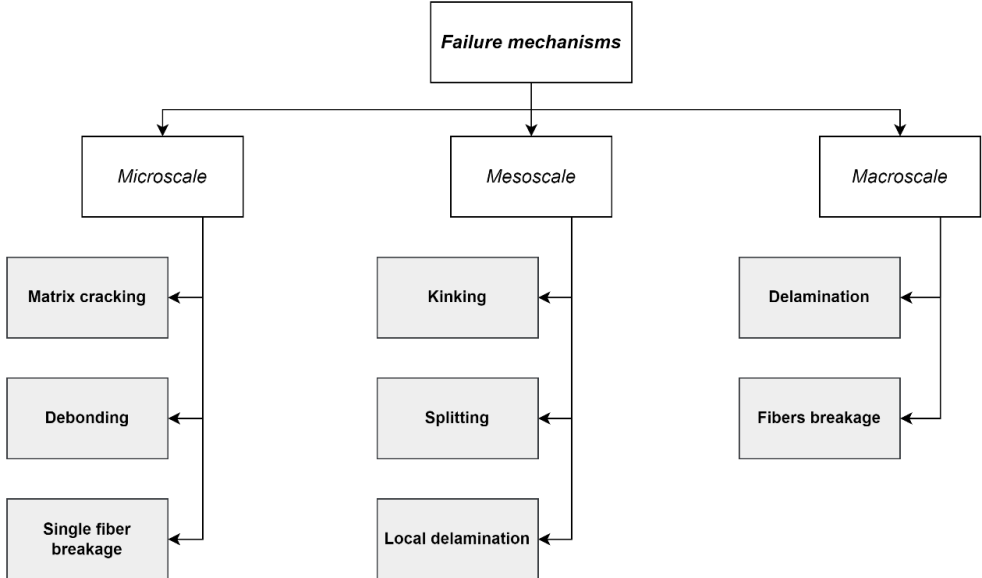 Failure mechanisms
Microscale
Mesoscale
Macroscale
Matrix cracking
Kinking
Delamination
Debonding
Splitting
Fibers breakage
Single fiber
breakage
Local delamination